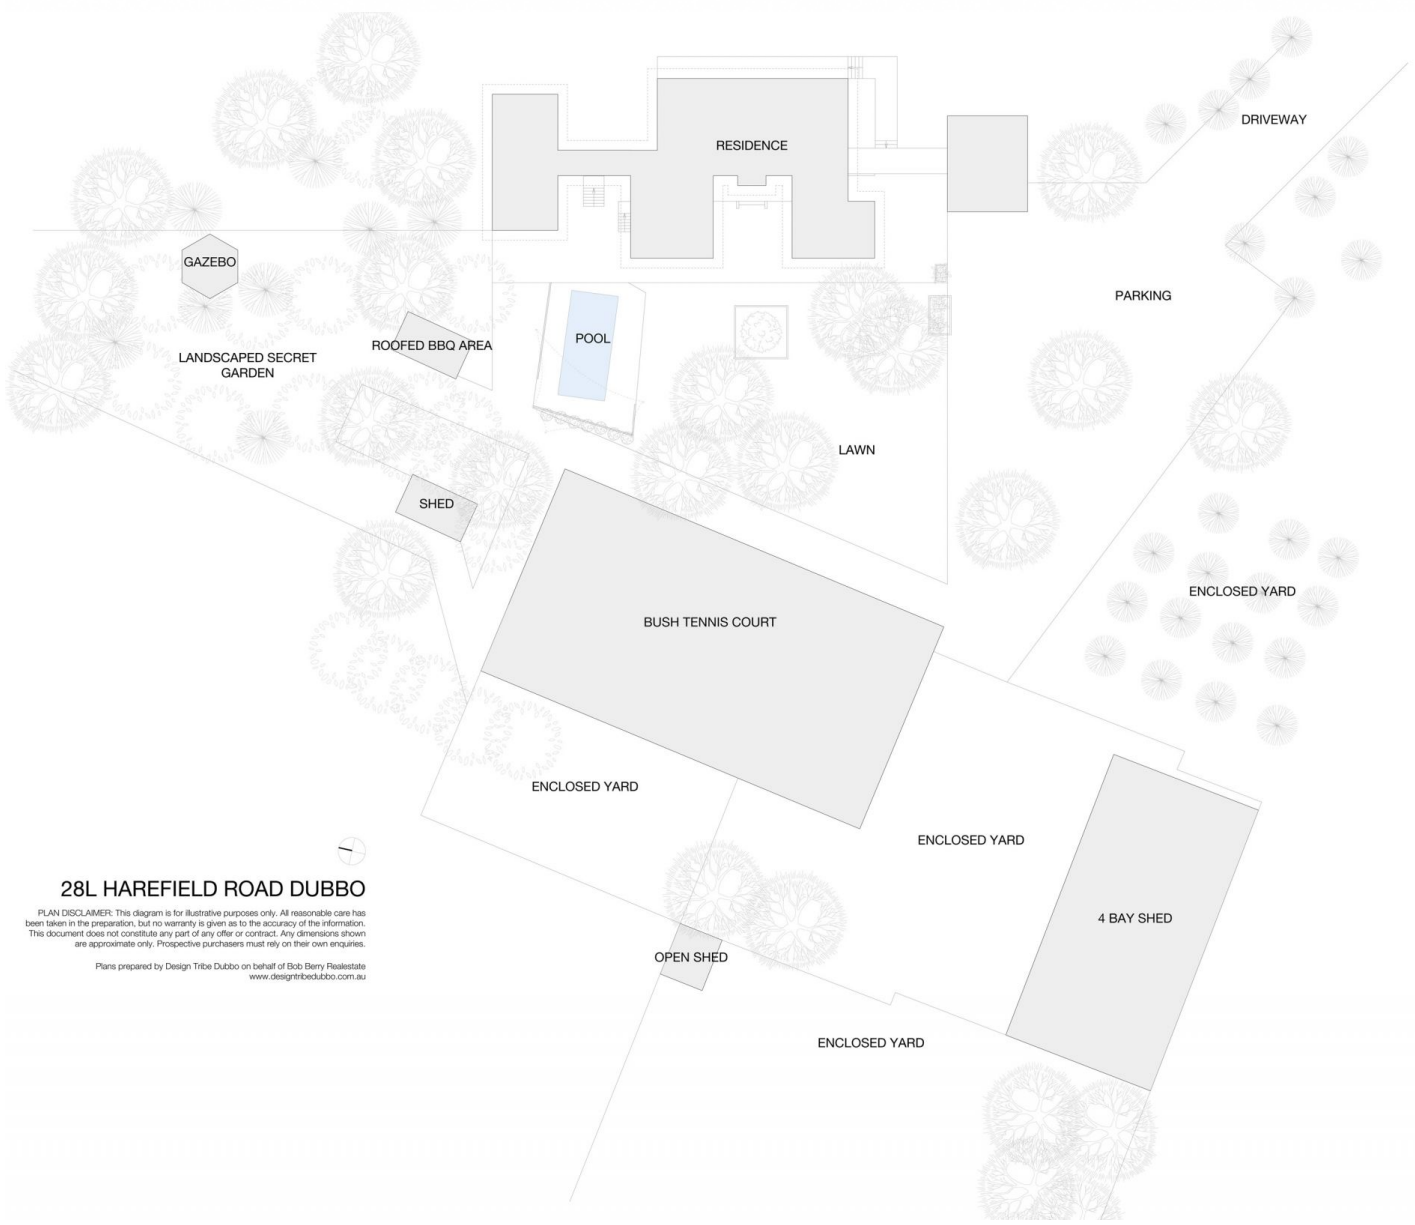 DRIVEWAY
RESIDENCE
GAZEBO
PARKING
POOL
ROOFED BBQ AREA
LANDSCAPED SECRET
GARDEN
LAWN
SHED
ENCLOSED YARD
BUSH TENNIS COURT
ENCLOSED YARD
ENCLOSED YARD
4 BAY SHED
OPEN SHED
ENCLOSED YARD
28L HAREFIELD ROAD DUBBO
PLAN DISCLAIMER: This diagram is for illustrative purposes only. All reasonable care has
been taken in the preparation, but no warranty is given as to the accuracy of the information.
This document does not constitute any part of any offer or contract. Any dimensions shown
are approximate only. Prospective purchasers must rely on their own enquiries.
Plans prepared by Design Tribe Dubbo on behalf of Bob Berry Realestate
www.designtribedubbo.com.au